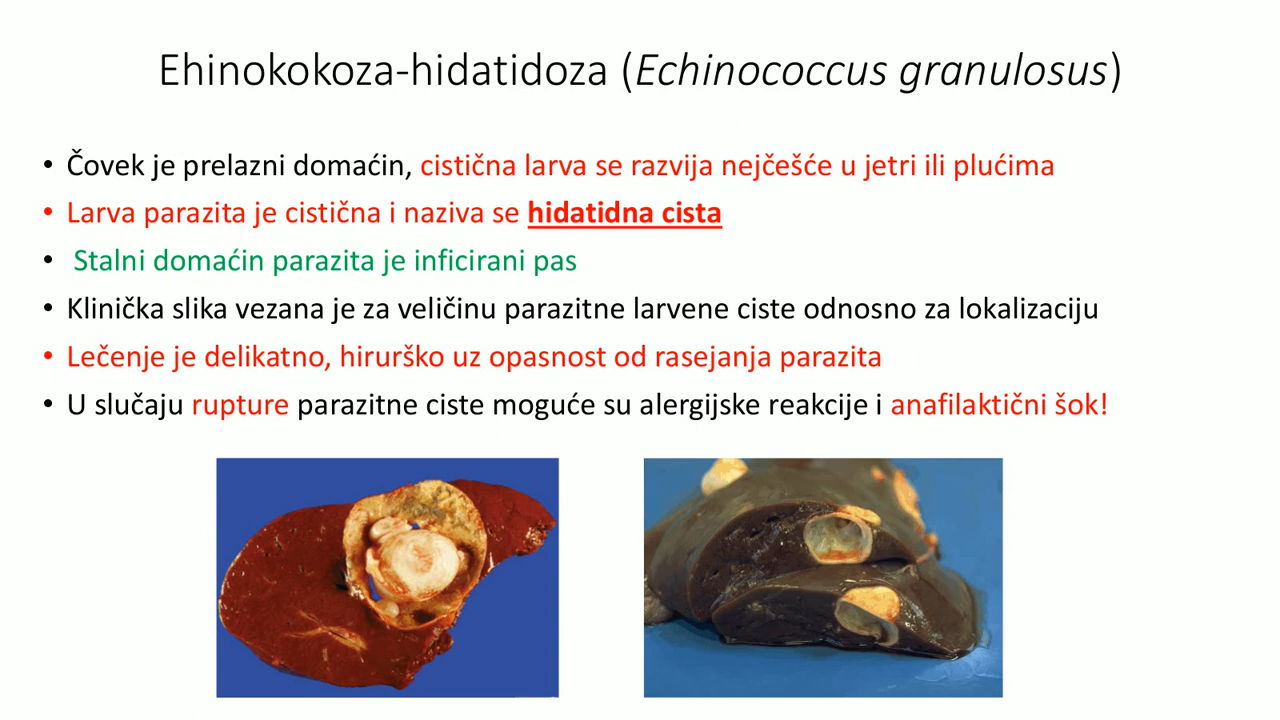 Ehinokokoza-hidatidoza (Echinococcus granulosus)
• Čovek je prelazni domaćin, cistična larva se razvija nejčešće u jetri ili plućima
• Larva parazita je cistična i naziva se hidatidna cista
• Stalni domaćin parazita je inficirani pas
• Klinička slika vezana je za veličinu parazitne larvene ciste odnosno za lokalizaciju
• Lečenje je delikatno, hirurško uz opasnost od rasejanja parazita
• U slučaju rupture parazitne ciste moguće su alergijske reakcije i anafilaktični šok!